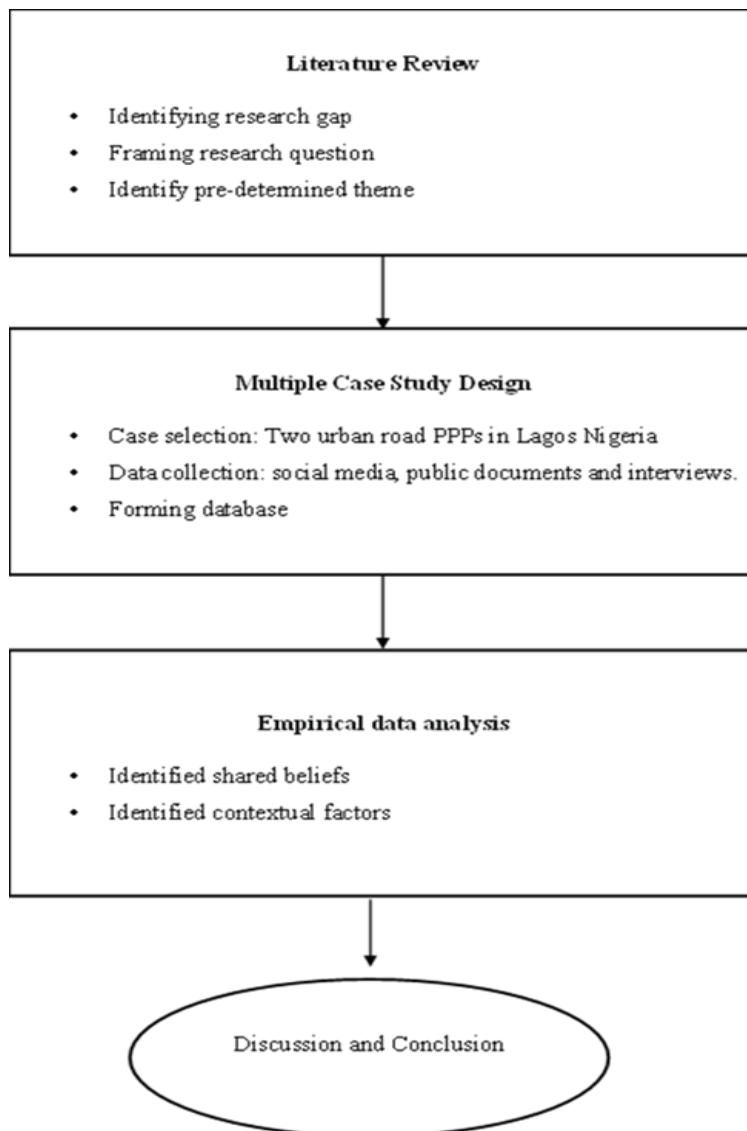 Literature Review
• Identifying research gap
• Framing research question
• Identify pre-determined theme
Multiple Case Study Design
• Case selection: Two urban road PPPs in Lagos Nigeria
• Data collection: social media, public documents and interviews.
• Forming database
Empirical data analysis
• Identified shared beliefs
• Identified contextual factors
Discussion and Conclusion